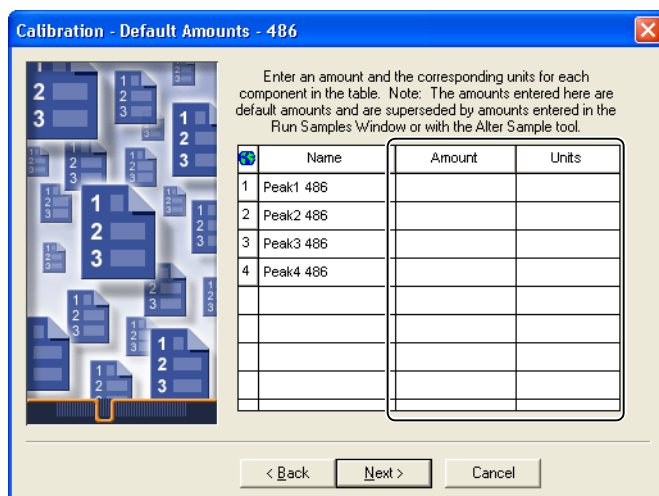 Calibration - Default Amounts - 486
Enter an amount and the corresponding units for each
component in the table. Note: The amounts entered here are
default amounts and are superseded by amounts entered in the
Run Samples Window or with the Alter Sample tool.
Name Amount Units
1 Peak1 486
2 Peak2 486
3 Peak3 486
4 Peak4 486
< Back Next > Cancel